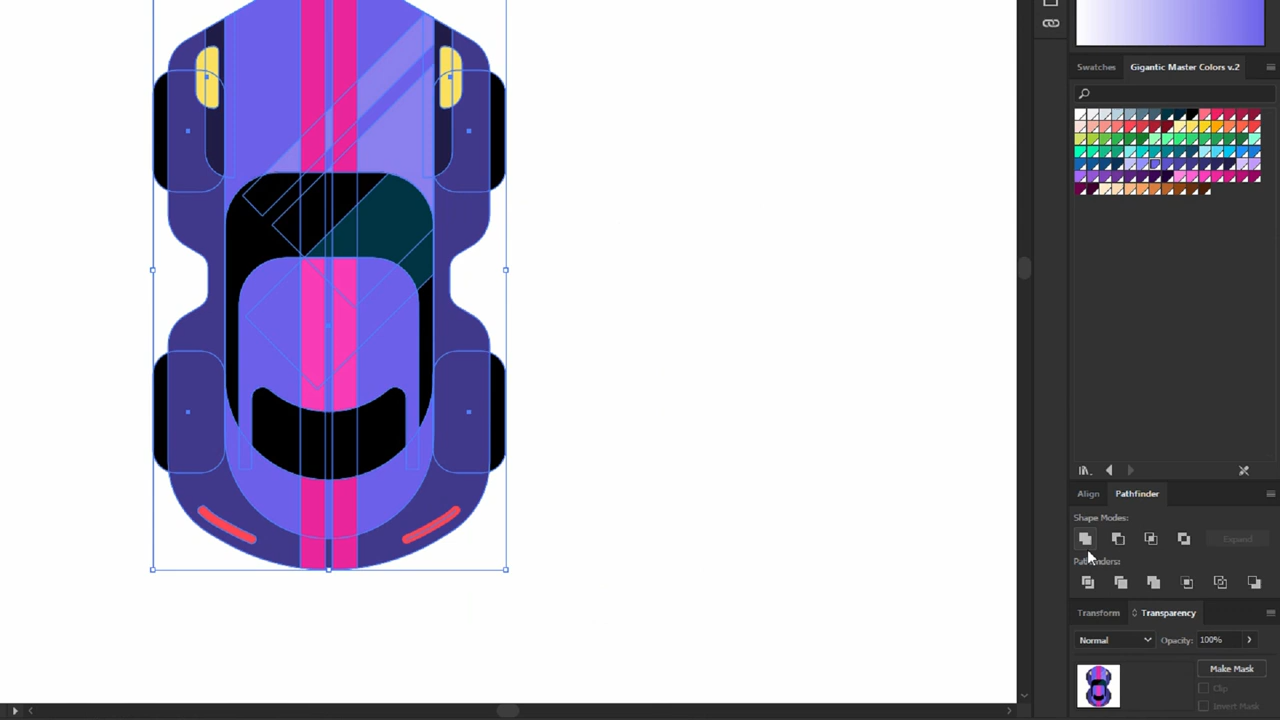 Swatches Gigantic Master Colors v.2
Align Pathfinder
Shape Modes:
Expand
Pathfinders:
Transform Transparency
Normal Opacity: 100%
Make Mask
Clip
Invert Mask